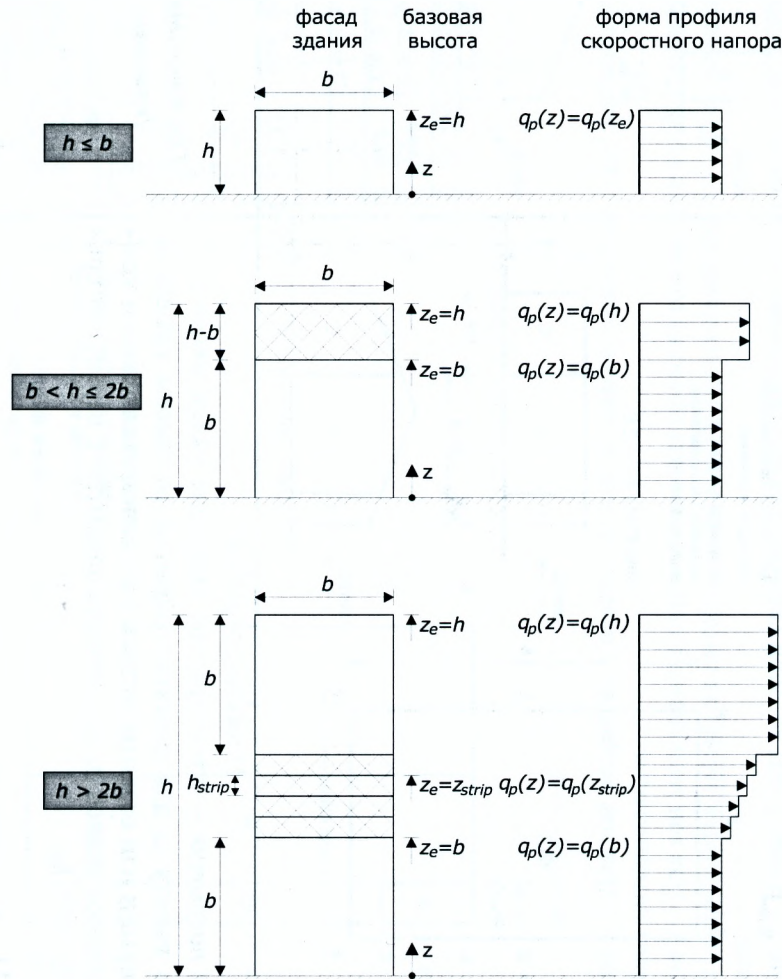 фасад здания
базовая высота
форма профиля скоростного напора
h ≤ b
b
h
z_e=h
z
q_p(z)=q_p(z_e)
b < h ≤ 2b
b
h
h-b
b
z_e=h
z_e=b
z
q_p(z)=q_p(h)
q_p(z)=q_p(b)
h > 2b
b
h
b
h_strip
b
z_e=h
z_e=z_strip
z_e=b
z
q_p(z)=q_p(h)
q_p(z)=q_p(z_strip)
q_p(z)=q_p(b)